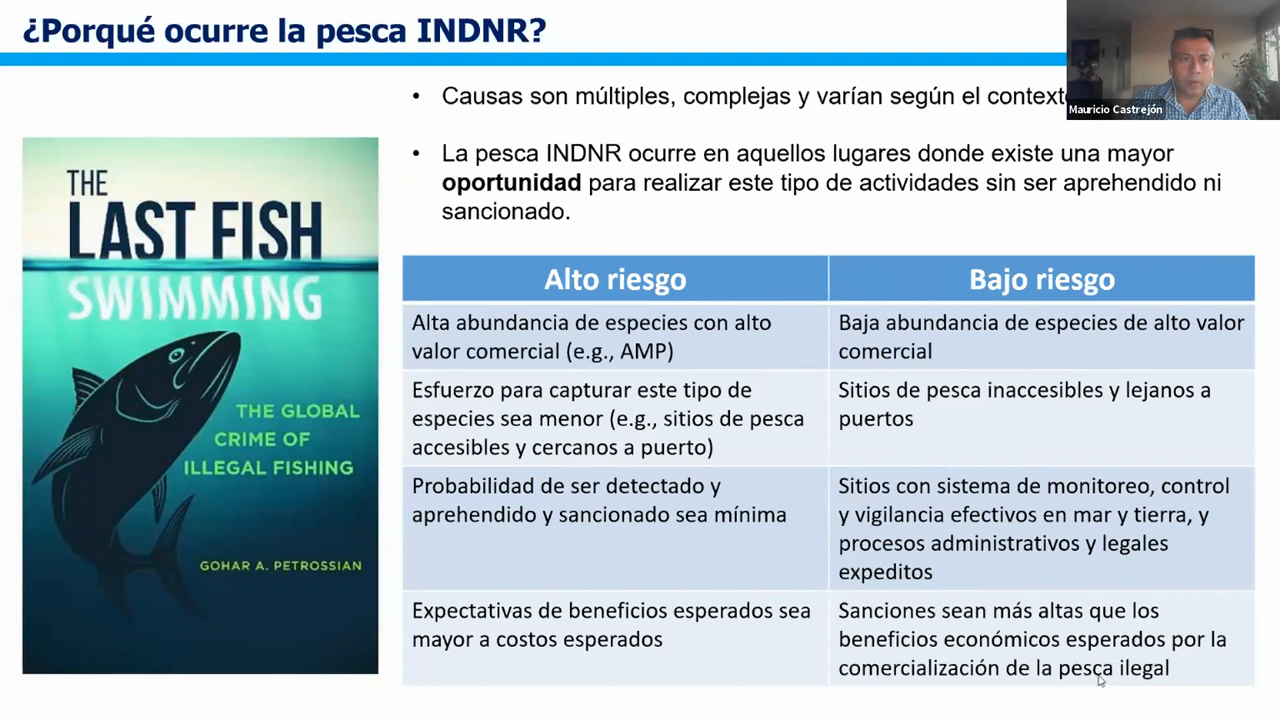 ¿Porqué ocurre la pesca INDNR?
Mauricio Castrejón
• Causas son múltiples, complejas y varían según el contexto
• La pesca INDNR ocurre en aquellos lugares donde existe una mayor
oportunidad para realizar este tipo de actividades sin ser aprehendido ni
sancionado.
THE
LAST FISH
SWIMMING
THE GLOBAL
CRIME OF
ILLEGAL FISHING
GOHAR A. PETROSSIAN
Alto riesgo
Bajo riesgo
Alta abundancia de especies con alto
valor comercial (e.g., AMP)
Baja abundancia de especies de alto valor
comercial
Esfuerzo para capturar este tipo de
especies sea menor (e.g., sitios de pesca
accesibles y cercanos a puerto)
Sitios de pesca inaccesibles y lejanos a
puertos
Probabilidad de ser detectado y
aprehendido y sancionado sea mínima
Sitios con sistema de monitoreo, control
y vigilancia efectivos en mar y tierra, y
procesos administrativos y legales
expeditos
Expectativas de beneficios esperados sea
mayor a costos esperados
Sanciones sean más altas que los
beneficios económicos esperados por la
comercialización de la pesca ilegal